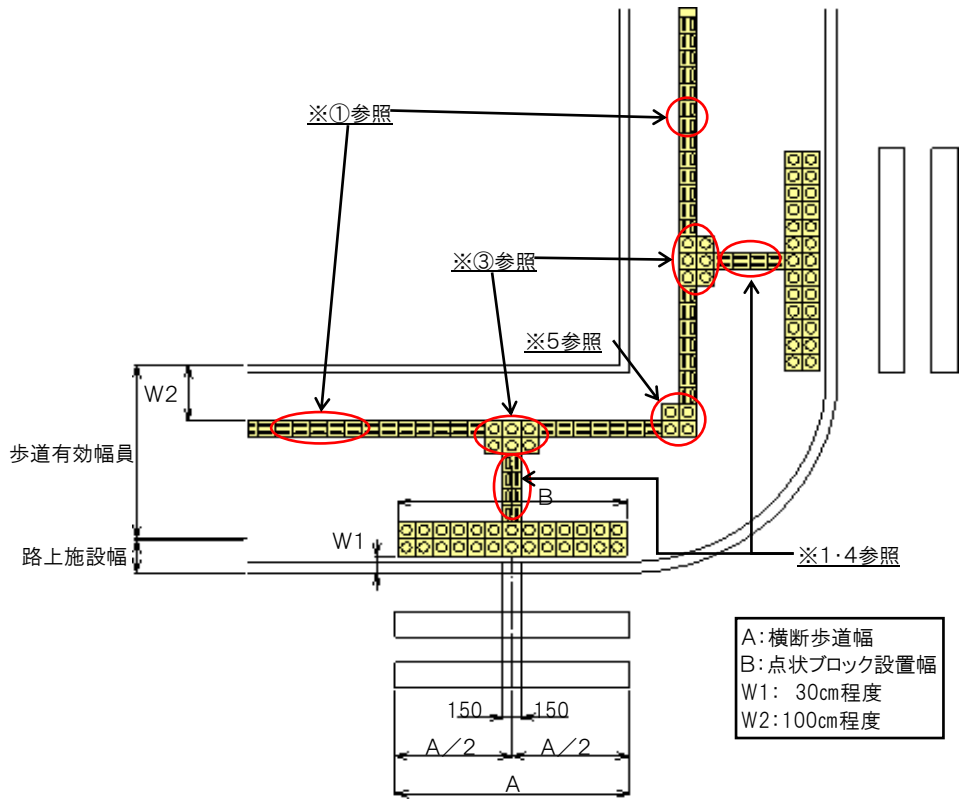 ※①参照
※③参照
※5参照
W2
歩道有効幅員
B
W1
路上施設幅
※1・4参照
A:横断歩道幅
B:点状ブロック設置幅
W1: 30㎝程度
W2:100㎝程度
150 150
A/2 A/2
A